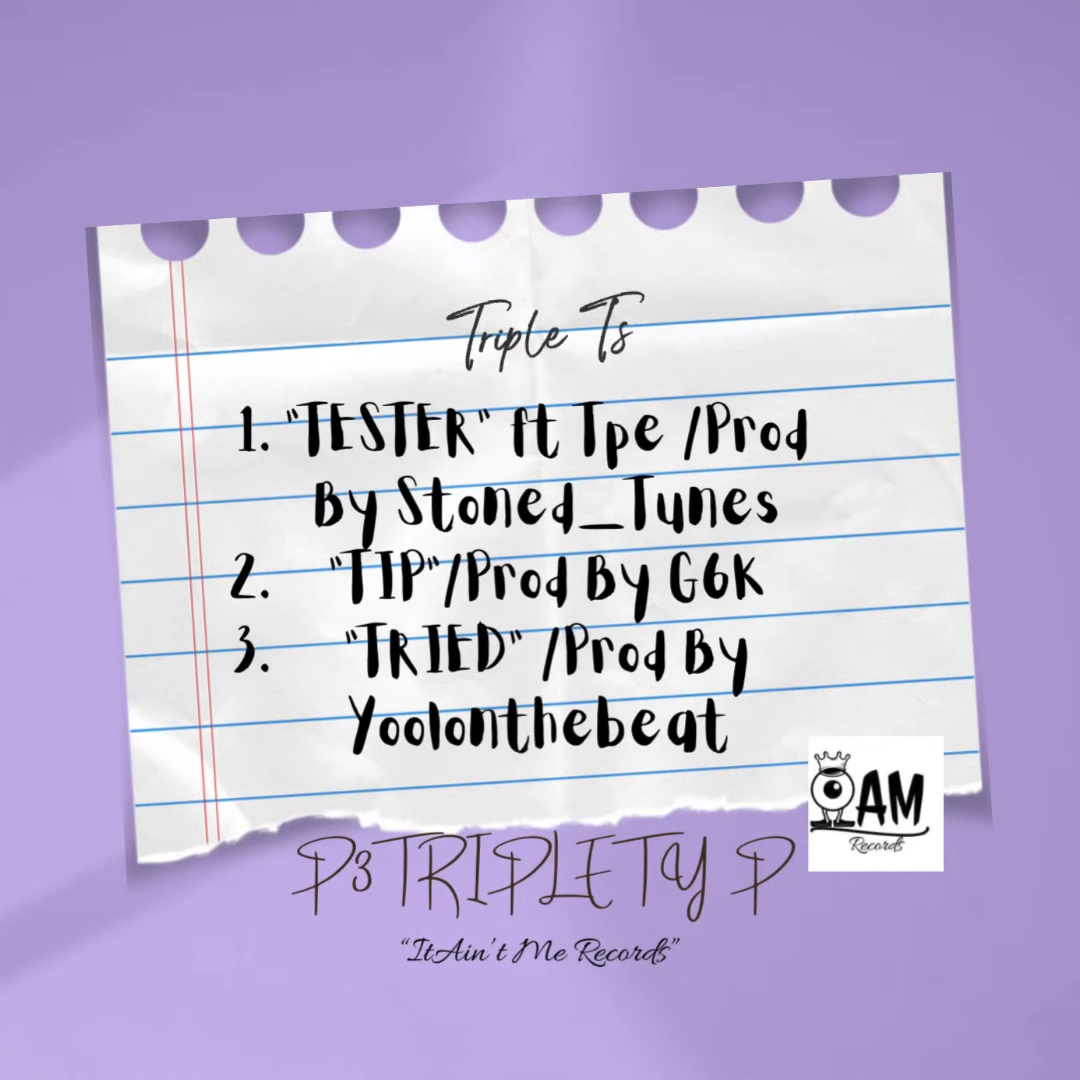 Triple Ts
1. "TESTER" ft Tpe /Prod
By Stoned_Tunes
2. "TIP"/Prod By G6K
3. "TRIED" /Prod By
Yoolonthebeat
IAM
Records
P3TRIPLETY P
"ItAin't Me Records"